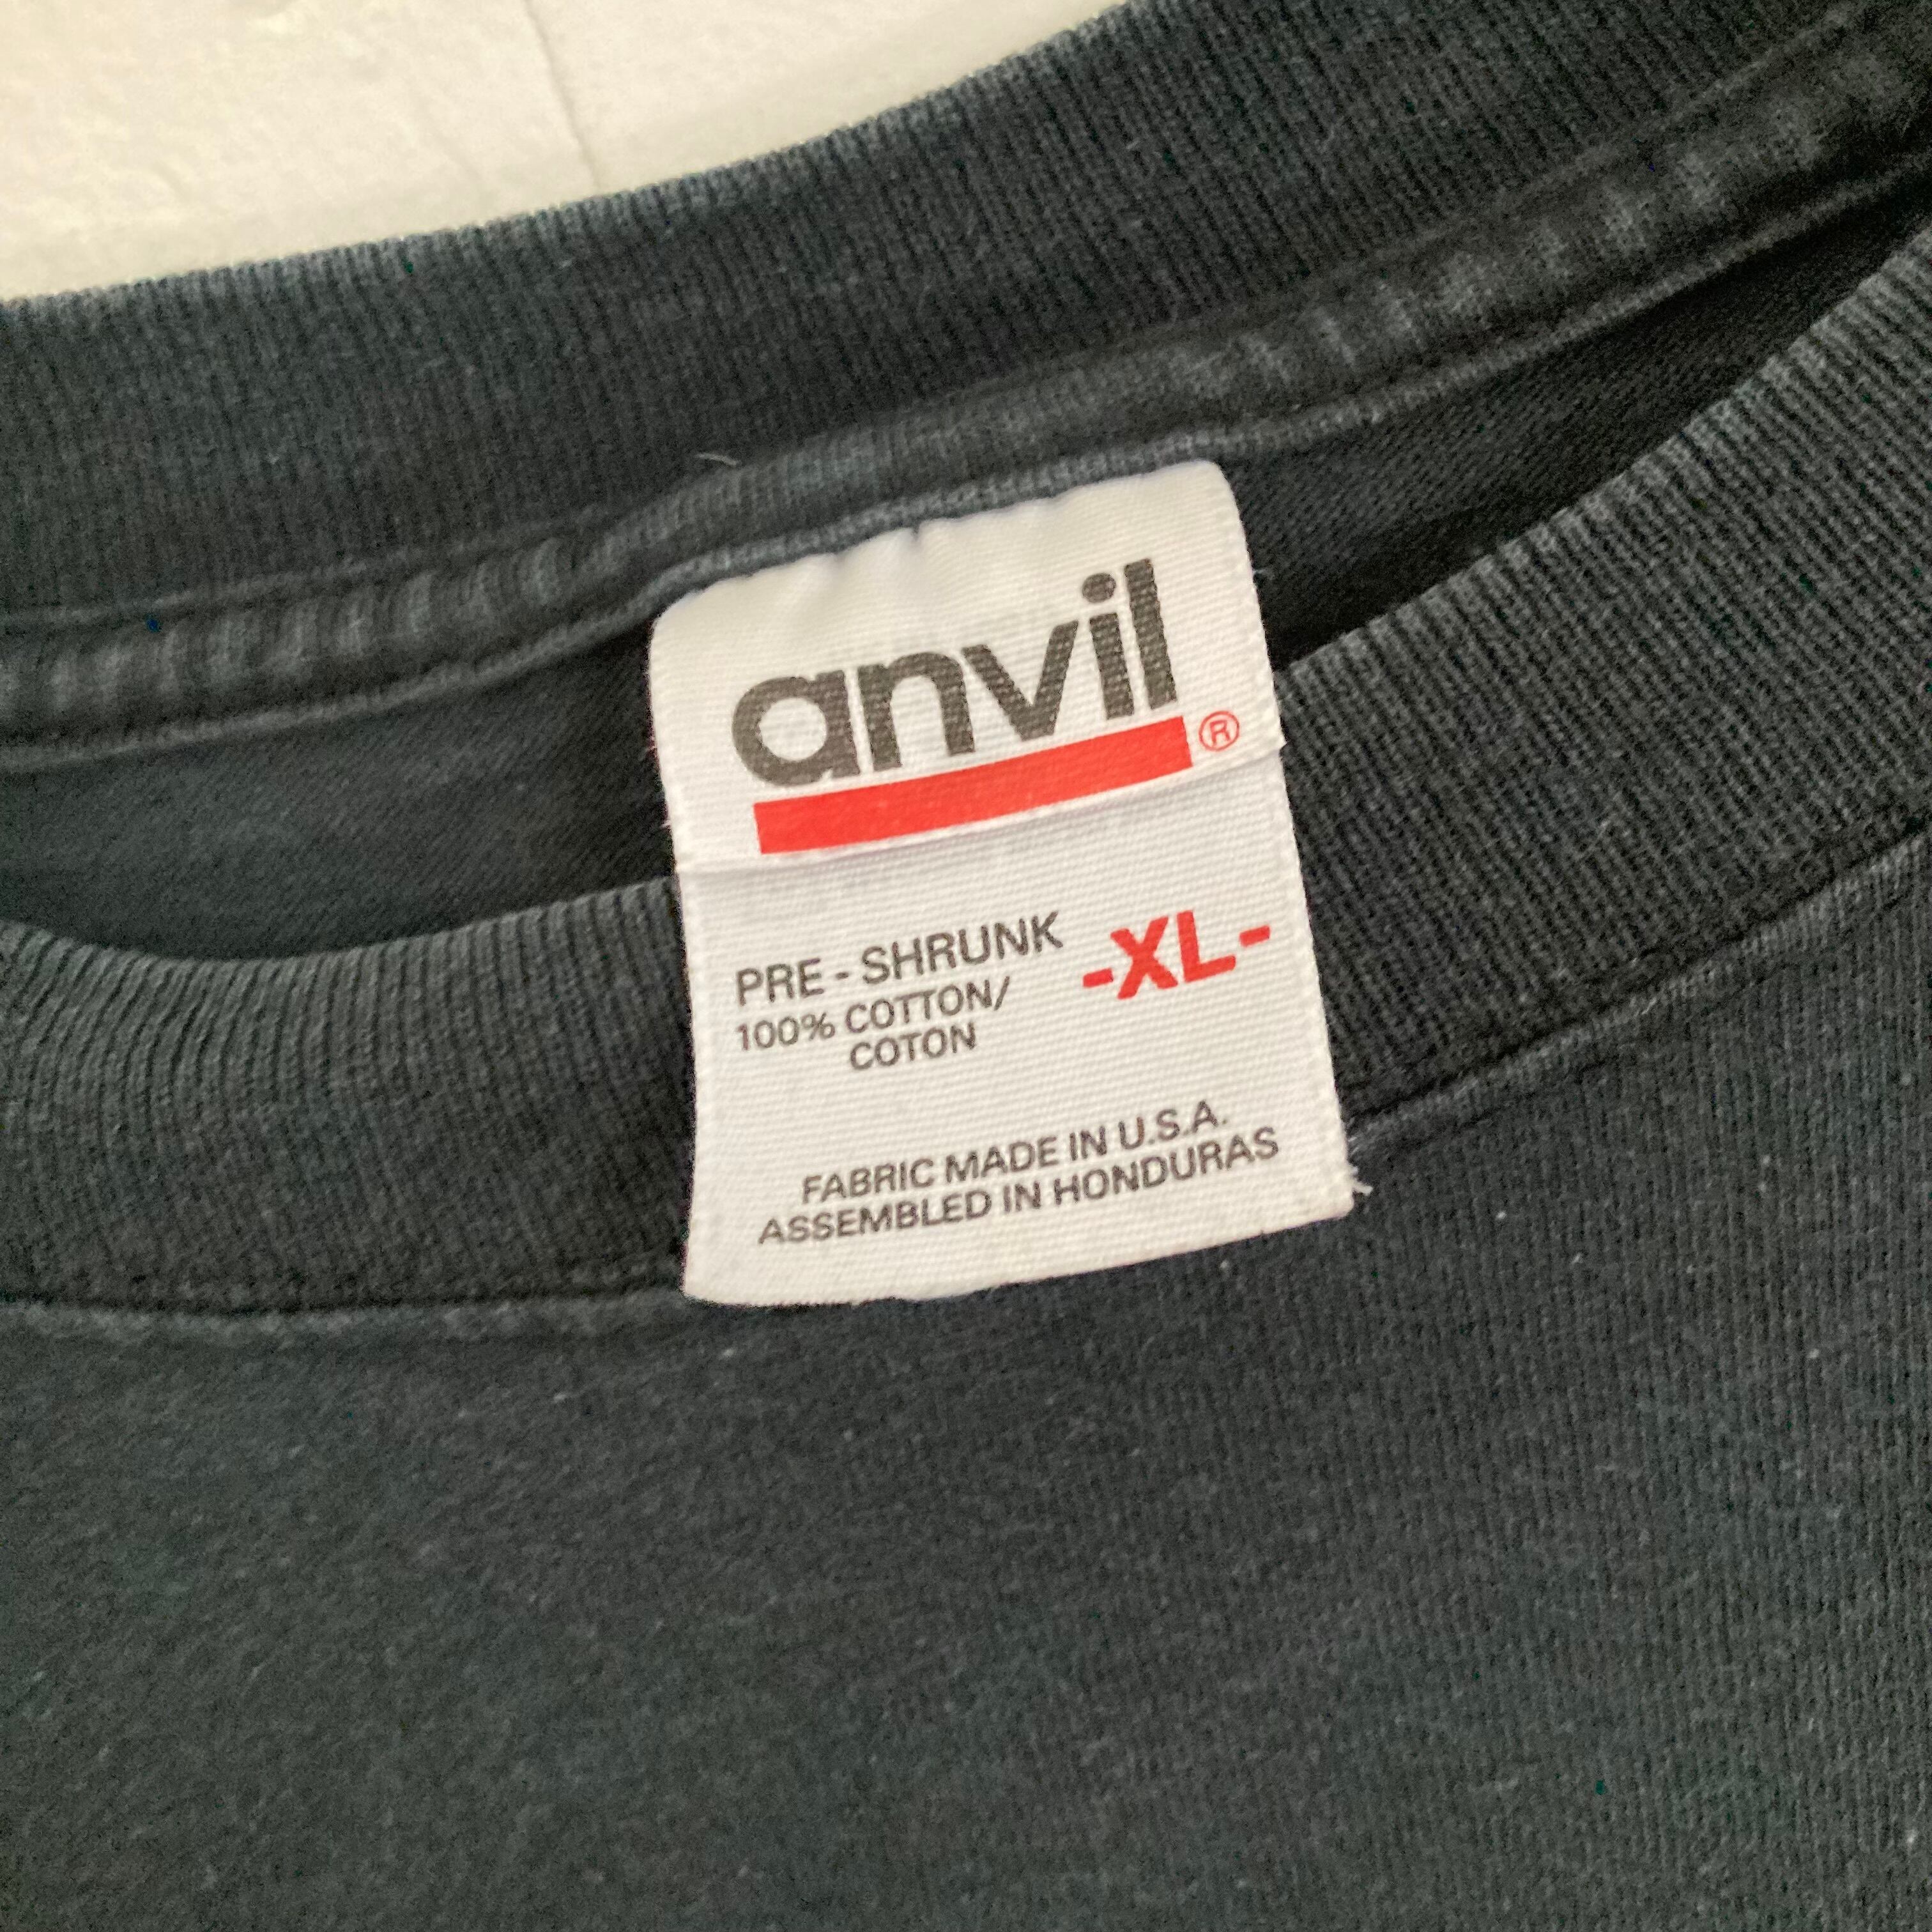 anvil®
PRE-SHRUNK -XL-
100% COTTON/
COTON
FABRIC MADE IN U.S.A.
ASSEMBLED IN HONDURAS